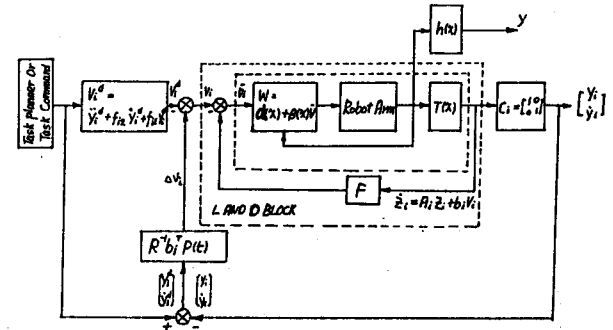 h(x)
y
Task planner Or
Task Command
V_i^d =
ÿ_i^d + f_i2 ẏ_i^d + f_i1 y_i^d
V_i^d
-
V_i
-
W =
α(x)+β(x)v̄
Robot Arm
T(x)
C_i = [1 0
0 1]
[y_i
ẏ_i]
ΔV_i
F
L AND D BLOCK
ż_i = A_i z_i + b_i v_i
R⁻¹ b_i^T P(t)
[y_i^d
ẏ_i^d]
[y_i
ẏ_i]
+
-